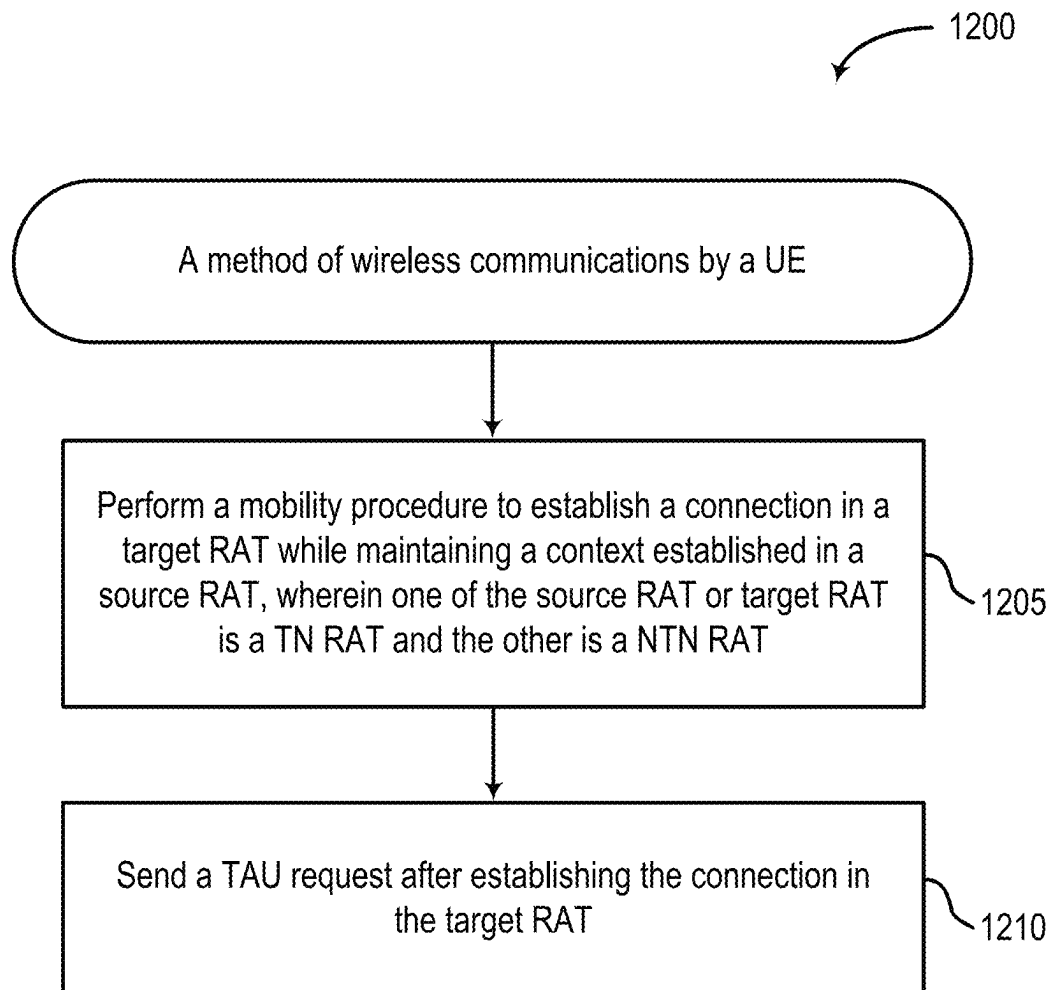 1200
A method of wireless communications by a UE
Perform a mobility procedure to establish a connection in a
target RAT while maintaining a context established in a
source RAT, wherein one of the source RAT or target RAT
is a TN RAT and the other is a NTN RAT
1205
Send a TAU request after establishing the connection in
the target RAT
1210